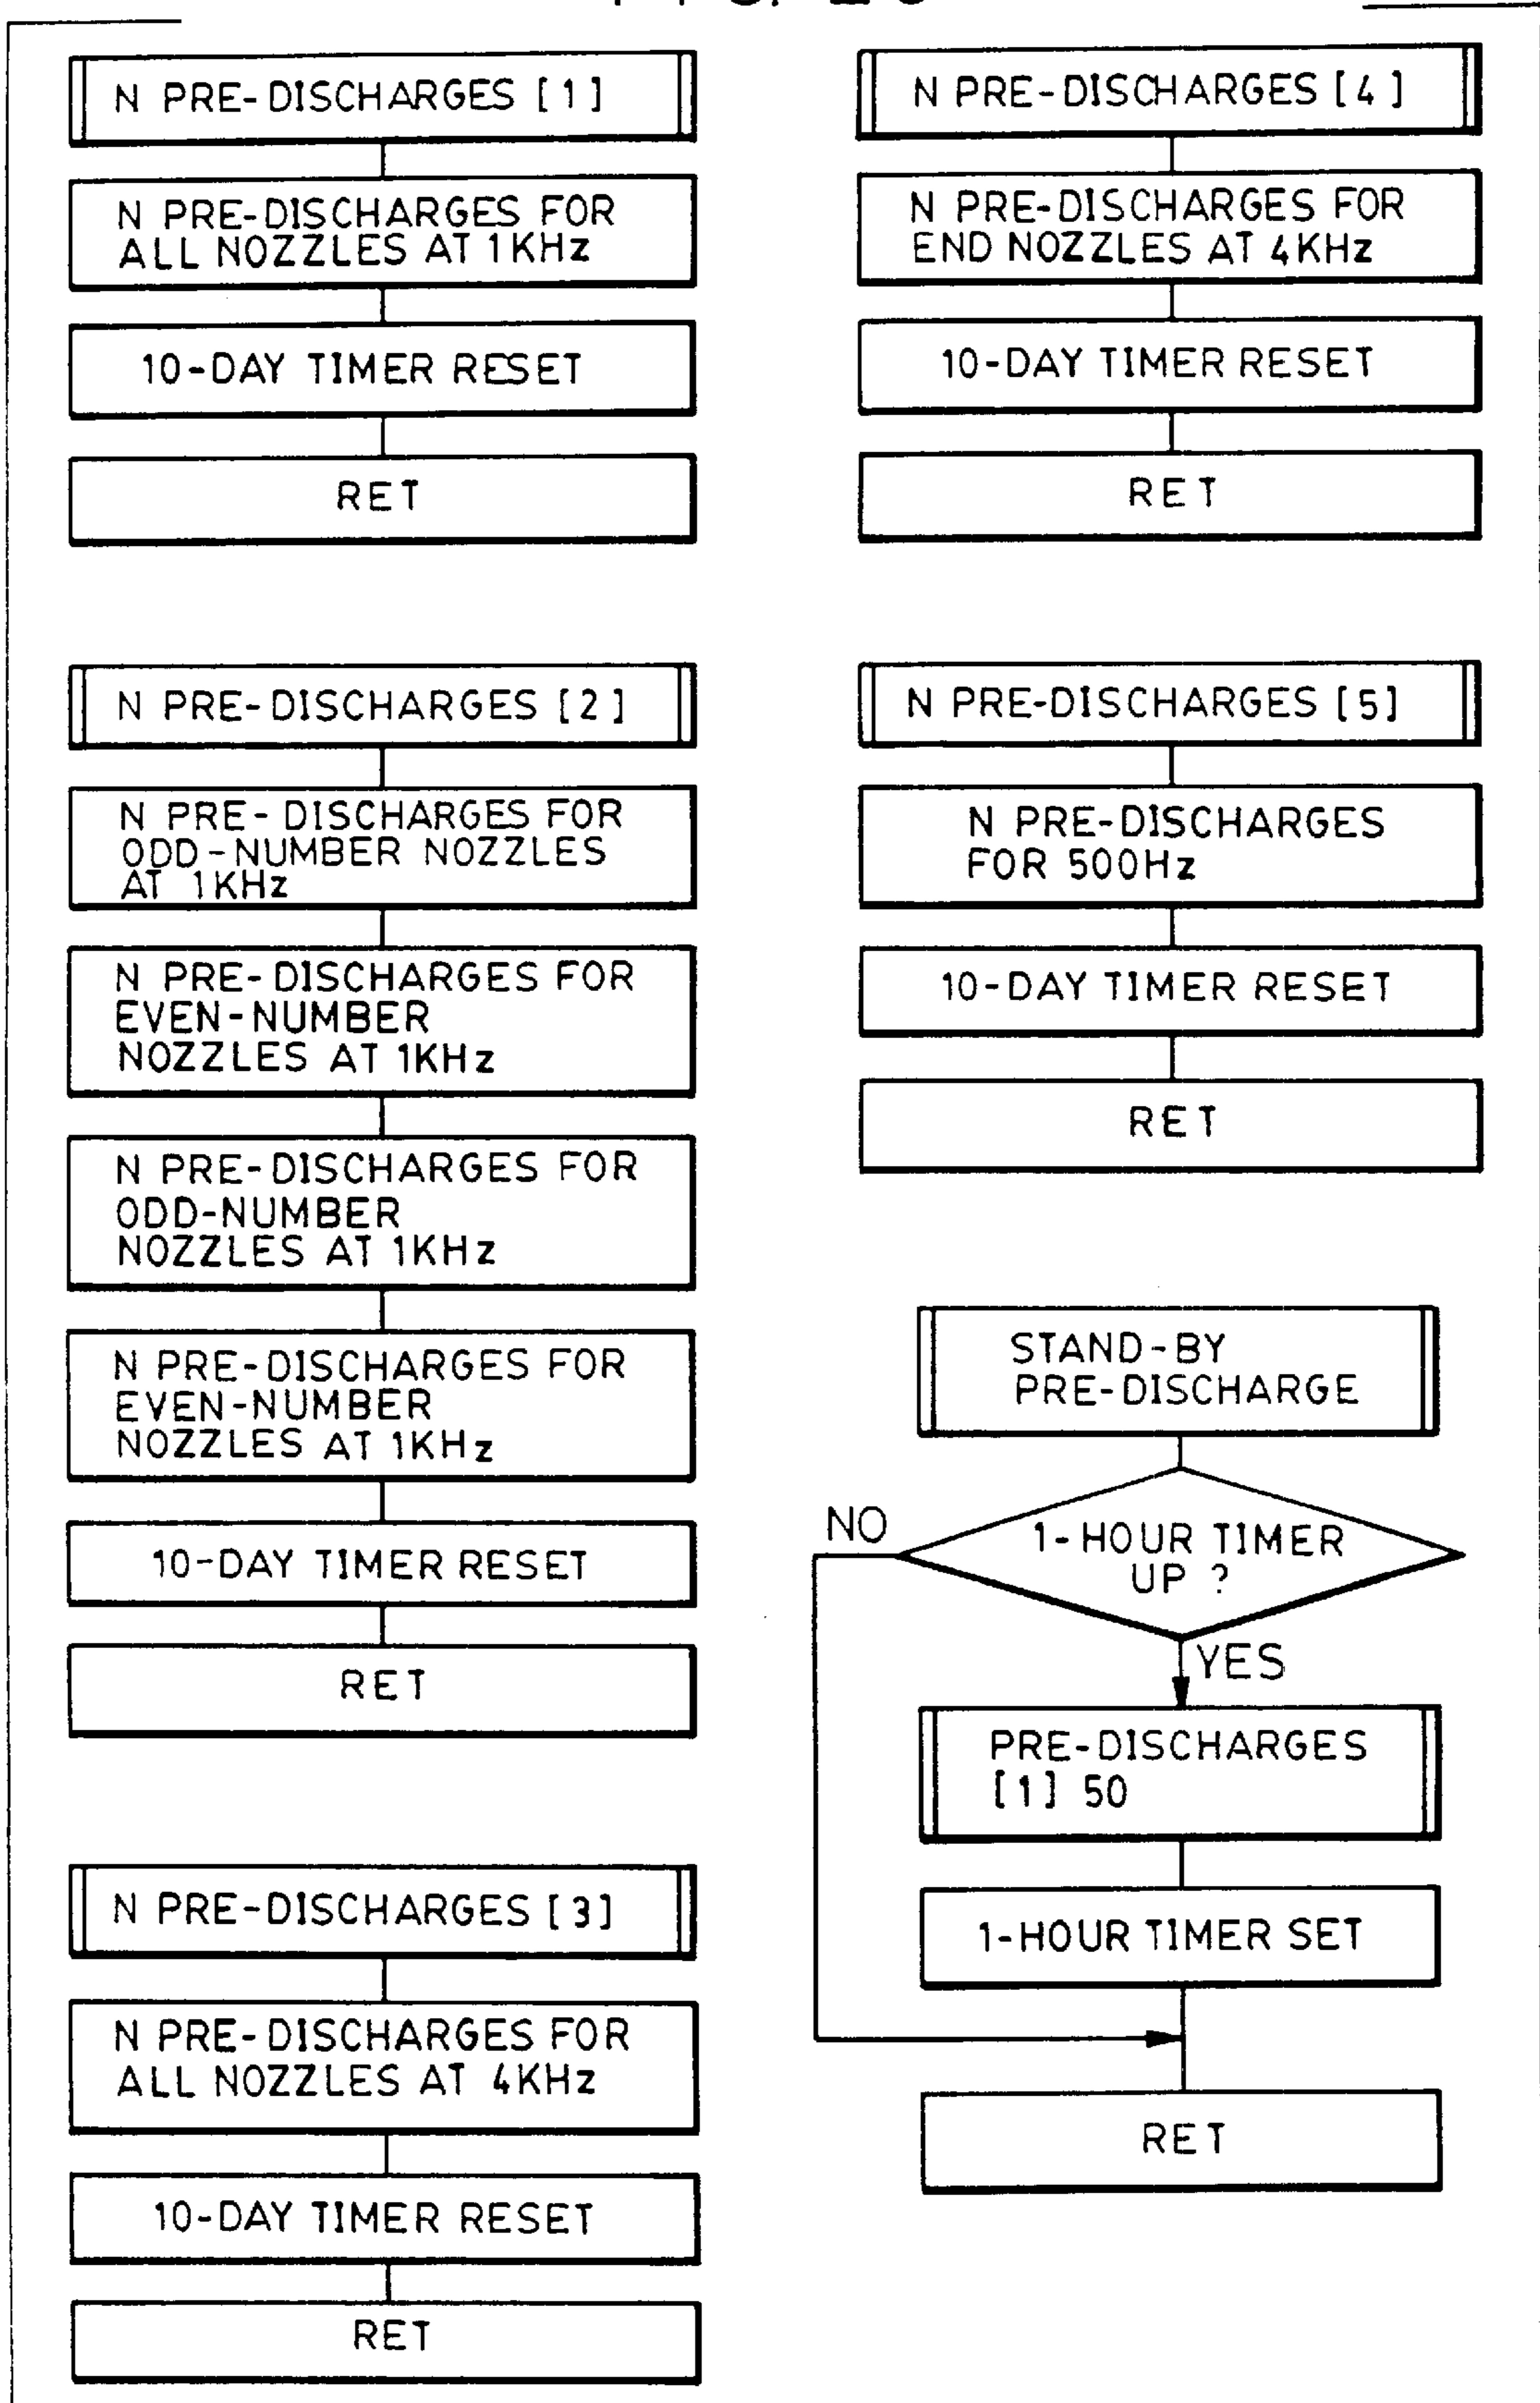 N PRE-DISCHARGES [1]
N PRE-DISCHARGES FOR
ALL NOZZLES AT 1KHz
10-DAY TIMER RESET
RET
N PRE-DISCHARGES [2]
N PRE-DISCHARGES FOR
ODD-NUMBER NOZZLES
AT 1KHz
N PRE-DISCHARGES FOR
EVEN-NUMBER
NOZZLES AT 1KHz
N PRE-DISCHARGES FOR
ODD-NUMBER
NOZZLES AT 1KHz
N PRE-DISCHARGES FOR
EVEN-NUMBER
NOZZLES AT 1KHz
10-DAY TIMER RESET
RET
N PRE-DISCHARGES [3]
N PRE-DISCHARGES FOR
ALL NOZZLES AT 4KHz
10-DAY TIMER RESET
RET
N PRE-DISCHARGES [4]
N PRE-DISCHARGES FOR
END NOZZLES AT 4KHz
10-DAY TIMER RESET
RET
N PRE-DISCHARGES [5]
N PRE-DISCHARGES
FOR 500Hz
10-DAY TIMER RESET
RET
STAND-BY
PRE-DISCHARGE
1-HOUR TIMER
UP ?
NO
YES
PRE-DISCHARGES
[1] 50
1-HOUR TIMER SET
RET